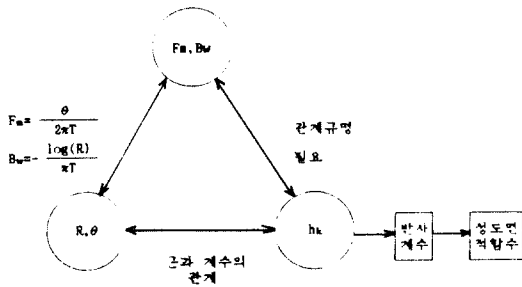 Fm,Bw
Fm= θ / 2πT
Bw=- log(R) / πT
관계규명
필요
R,θ
hk
반사
계수
성도면
적함수
근과 계수의
관계